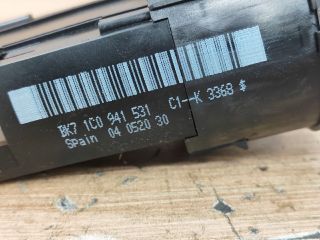 BK7 1C0 941 531 C1--K 3368 $
Spain 04 0520 30